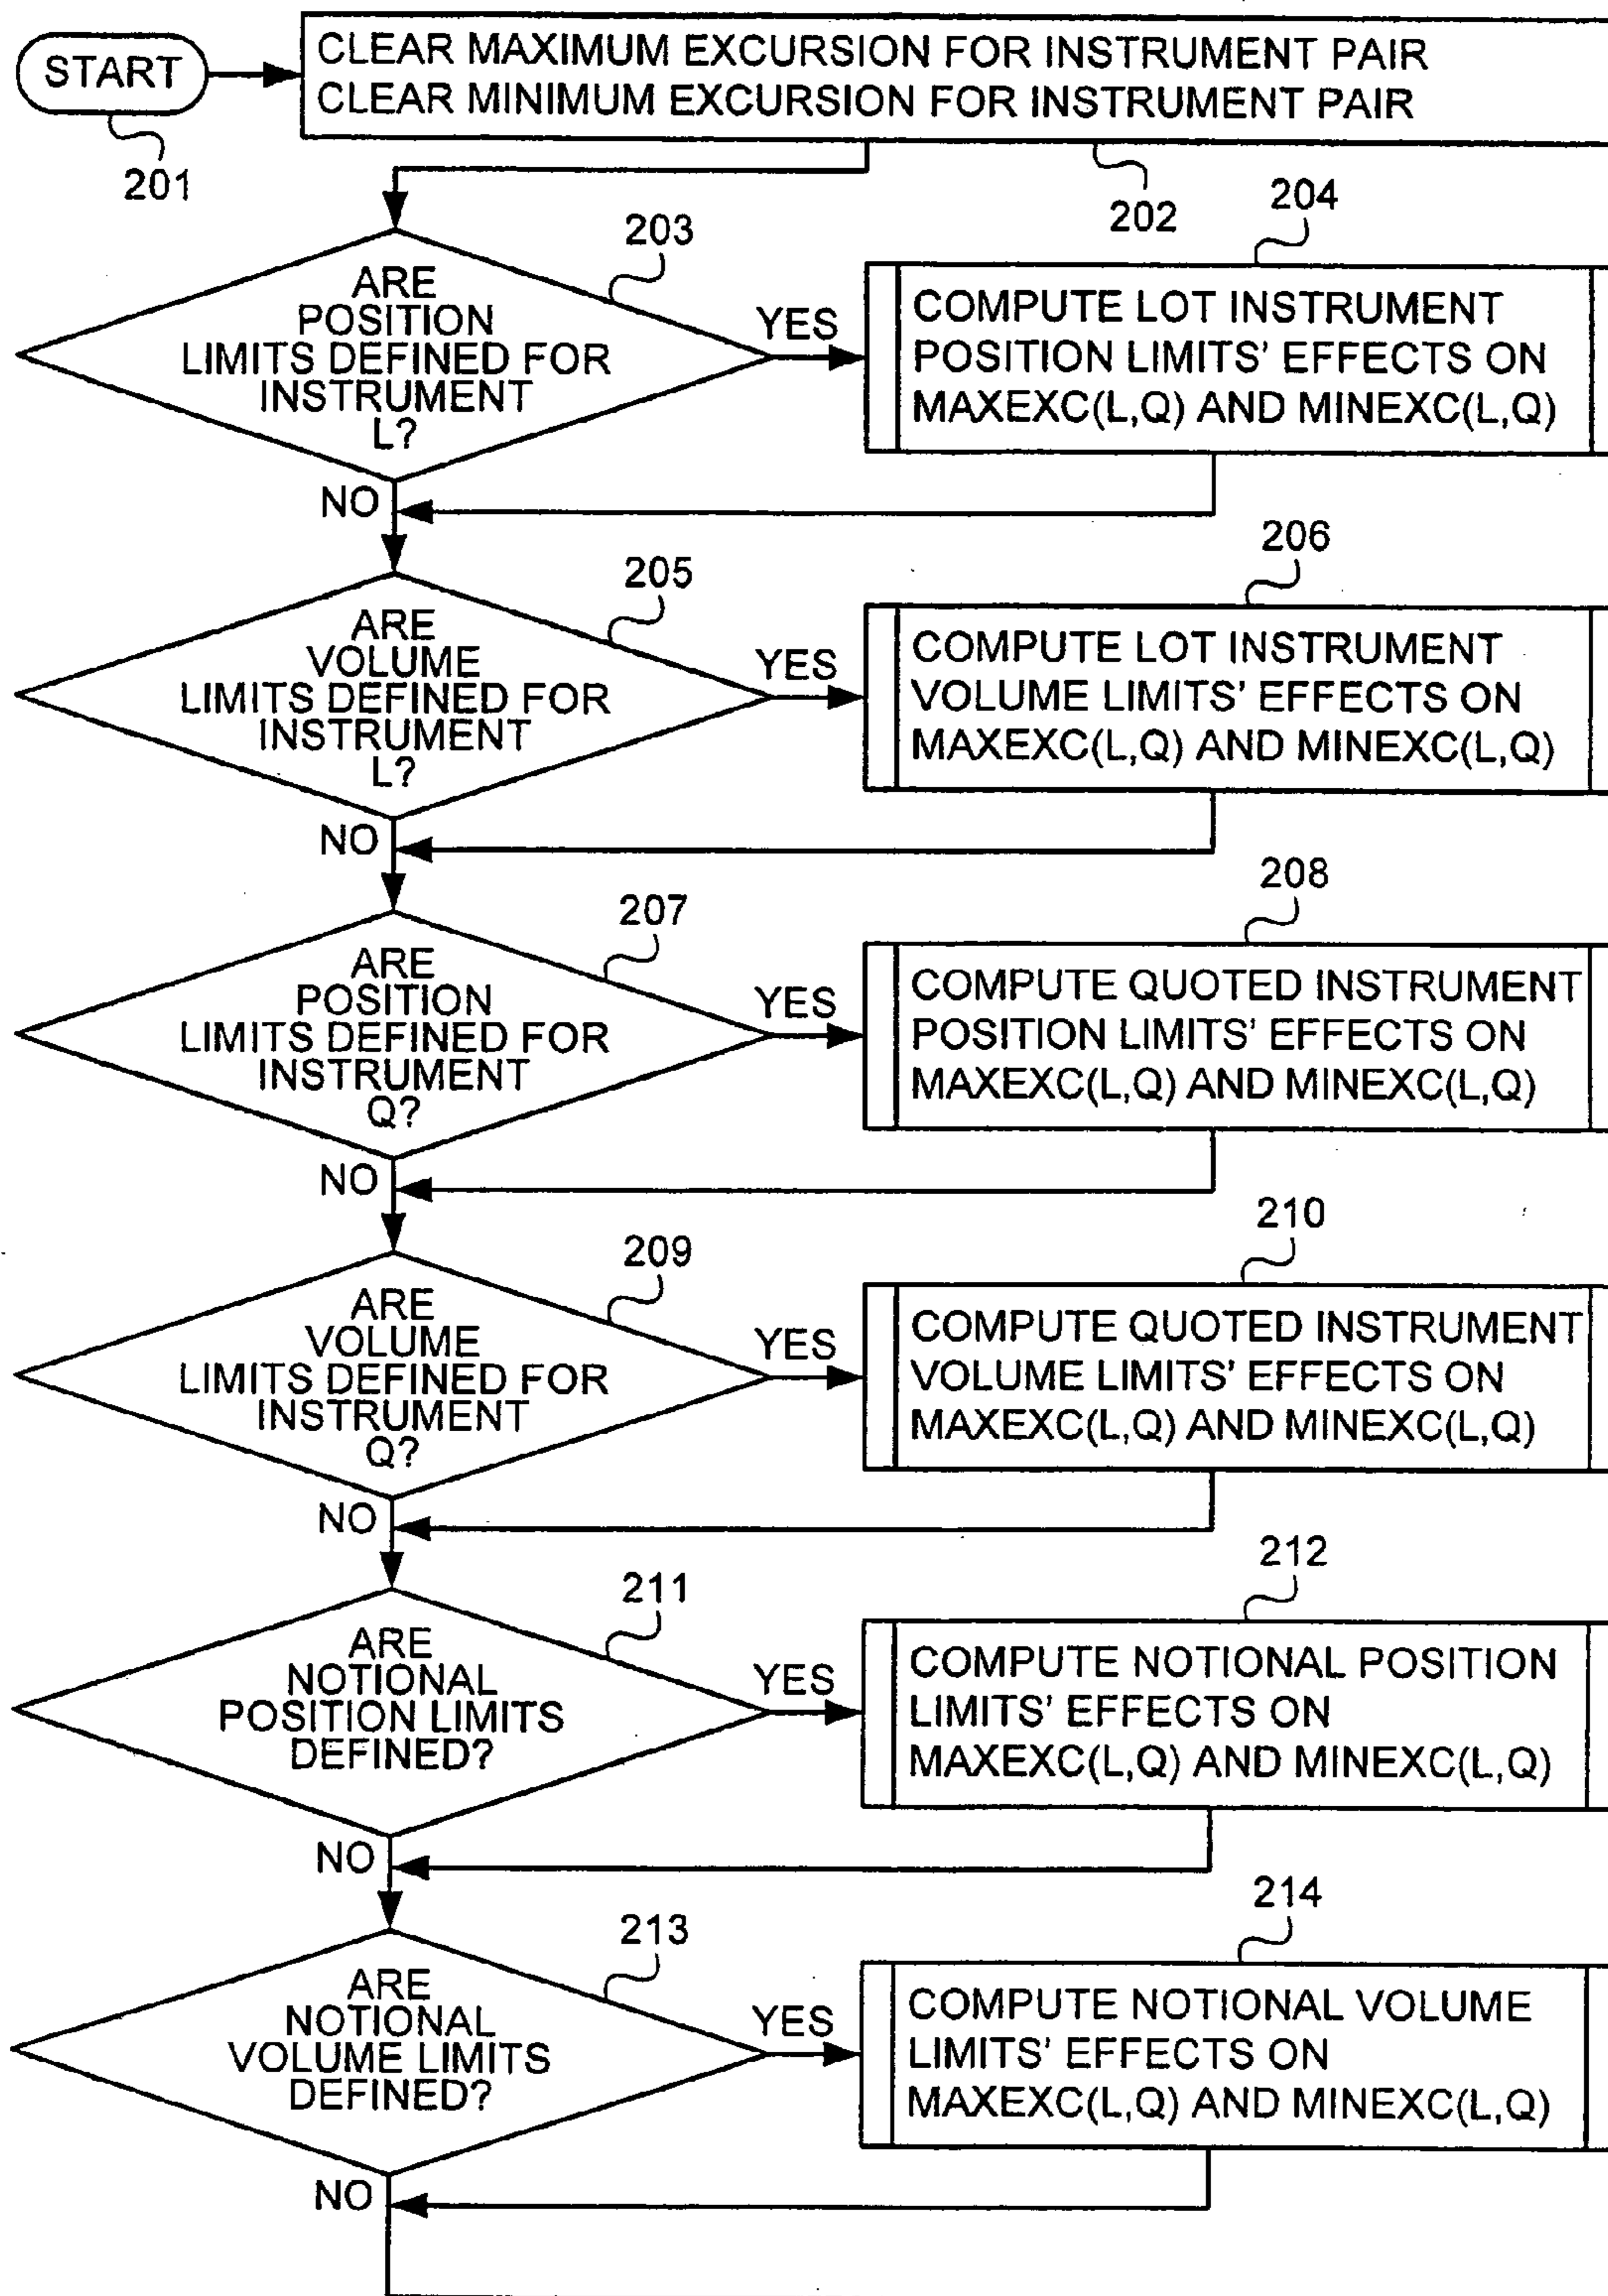 START
CLEAR MAXIMUM EXCURSION FOR INSTRUMENT PAIR
CLEAR MINIMUM EXCURSION FOR INSTRUMENT PAIR
201
202
203
ARE
POSITION
LIMITS DEFINED FOR
INSTRUMENT
L?
YES
NO
204
COMPUTE LOT INSTRUMENT
POSITION LIMITS' EFFECTS ON
MAXEXC(L,Q) AND MINEXC(L,Q)
205
ARE
VOLUME
LIMITS DEFINED FOR
INSTRUMENT
L?
YES
NO
206
COMPUTE LOT INSTRUMENT
VOLUME LIMITS' EFFECTS ON
MAXEXC(L,Q) AND MINEXC(L,Q)
207
ARE
POSITION
LIMITS DEFINED FOR
INSTRUMENT
Q?
YES
NO
208
COMPUTE QUOTED INSTRUMENT
POSITION LIMITS' EFFECTS ON
MAXEXC(L,Q) AND MINEXC(L,Q)
209
ARE
VOLUME
LIMITS DEFINED FOR
INSTRUMENT
Q?
YES
NO
210
COMPUTE QUOTED INSTRUMENT
VOLUME LIMITS' EFFECTS ON
MAXEXC(L,Q) AND MINEXC(L,Q)
211
ARE
NOTIONAL
POSITION LIMITS
DEFINED?
YES
NO
212
COMPUTE NOTIONAL POSITION
LIMITS' EFFECTS ON
MAXEXC(L,Q) AND MINEXC(L,Q)
213
ARE
NOTIONAL
VOLUME LIMITS
DEFINED?
YES
NO
214
COMPUTE NOTIONAL VOLUME
LIMITS' EFFECTS ON
MAXEXC(L,Q) AND MINEXC(L,Q)